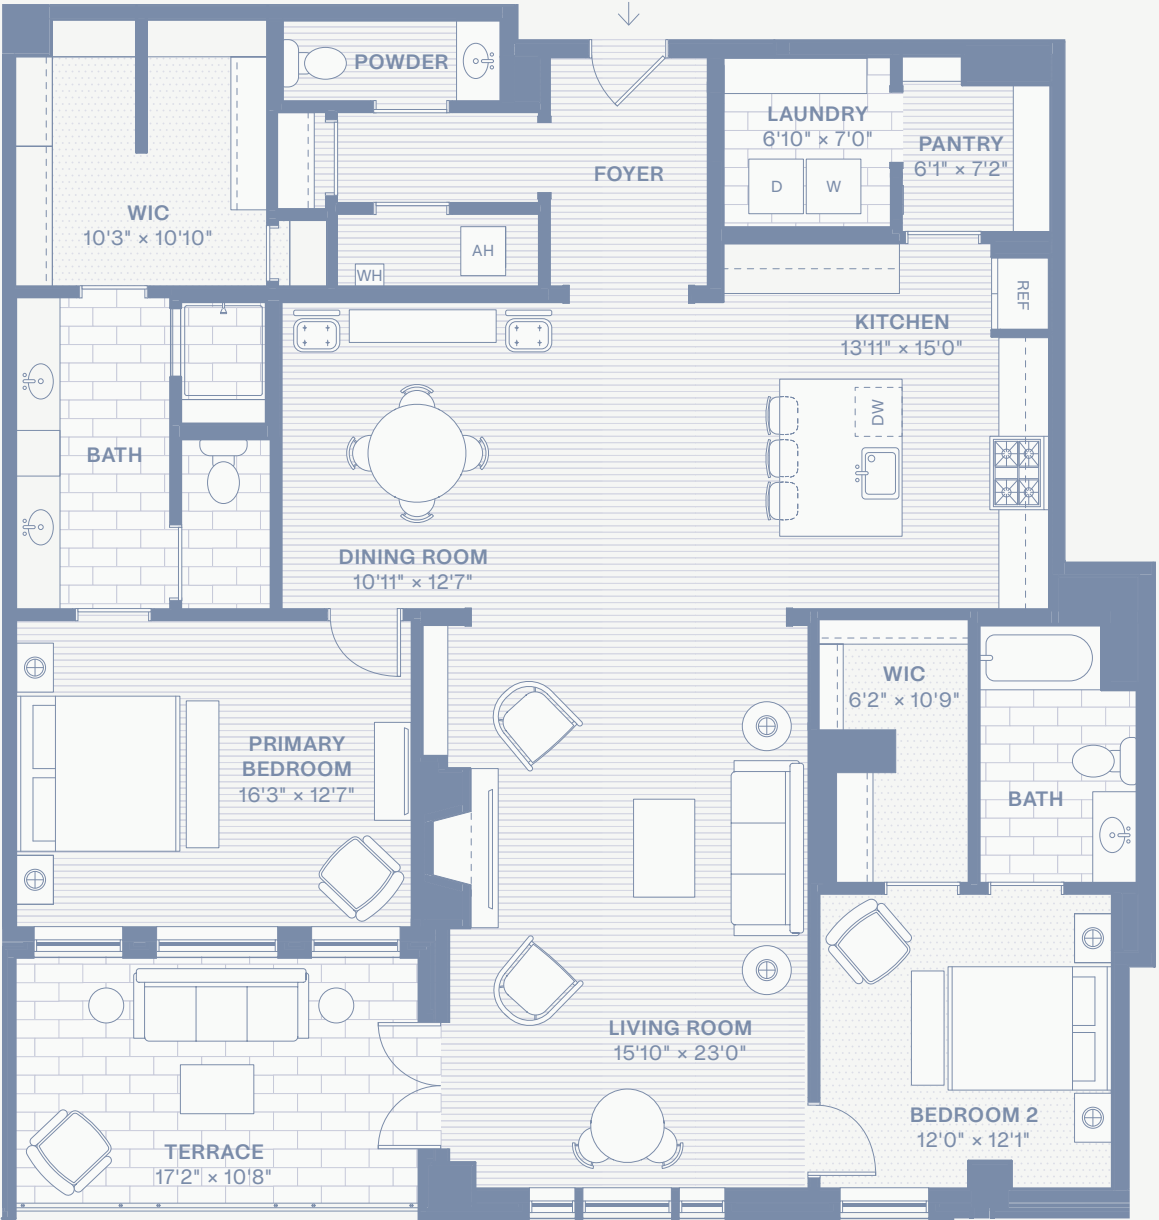 POWDER
LAUNDRY
6'10" × 7'0"
D
W
PANTRY
6'1" × 7'2"
FOYER
WIC
10'3" × 10'10"
AH
WH
REF
KITCHEN
13'11" × 15'0"
DW
BATH
DINING ROOM
10'11" × 12'7"
WIC
6'2" × 10'9"
PRIMARY
BEDROOM
16'3" × 12'7"
BATH
LIVING ROOM
15'10" × 23'0"
BEDROOM 2
12'0" × 12'1"
TERRACE
17'2" × 10'8"